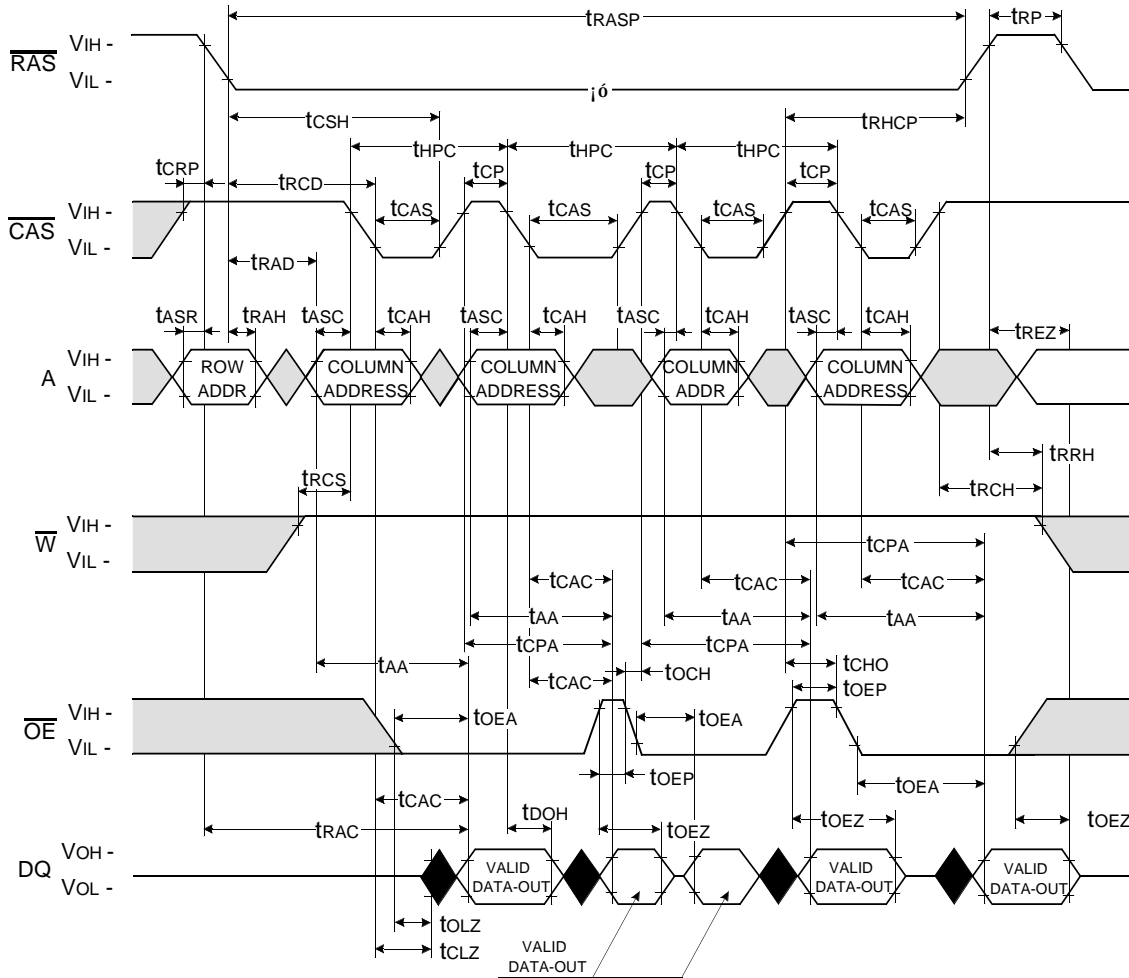 tRASP
tRP
RAS
VIH -
VIL -
¡ó
tCSH
tRHCP
tHPC
tHPC
tHPC
tCRP
tRCD
tCP
tCP
tCP
CAS
VIH -
VIL -
tCAS
tCAS
tCAS
tCAS
tRAD
tASR
tRAH
tASC
tCAH
tASC
tCAH
tASC
tCAH
tASC
tCAH
tREZ
A
VIH -
VIL -
ROW
ADDR
COLUMN
ADDRESS
COLUMN
ADDRESS
COLUMN
ADDR
COLUMN
ADDRESS
tRRH
tRCH
tRCS
W
VIH -
VIL -
tCPA
tCAC
tCAC
tCAC
tAA
tAA
tAA
tCPA
tCPA
tAA
tCAC
tOCH
tCHO
tOEP
OE
VIH -
VIL -
tOEA
tOEA
tOEP
tOEA
tCAC
tDOH
tOEZ
tOEZ
tOEZ
tRAC
DQ
VOH -
VOL -
VALID
DATA-OUT
VALID
DATA-OUT
VALID
DATA-OUT
tOLZ
tCLZ
VALID
DATA-OUT